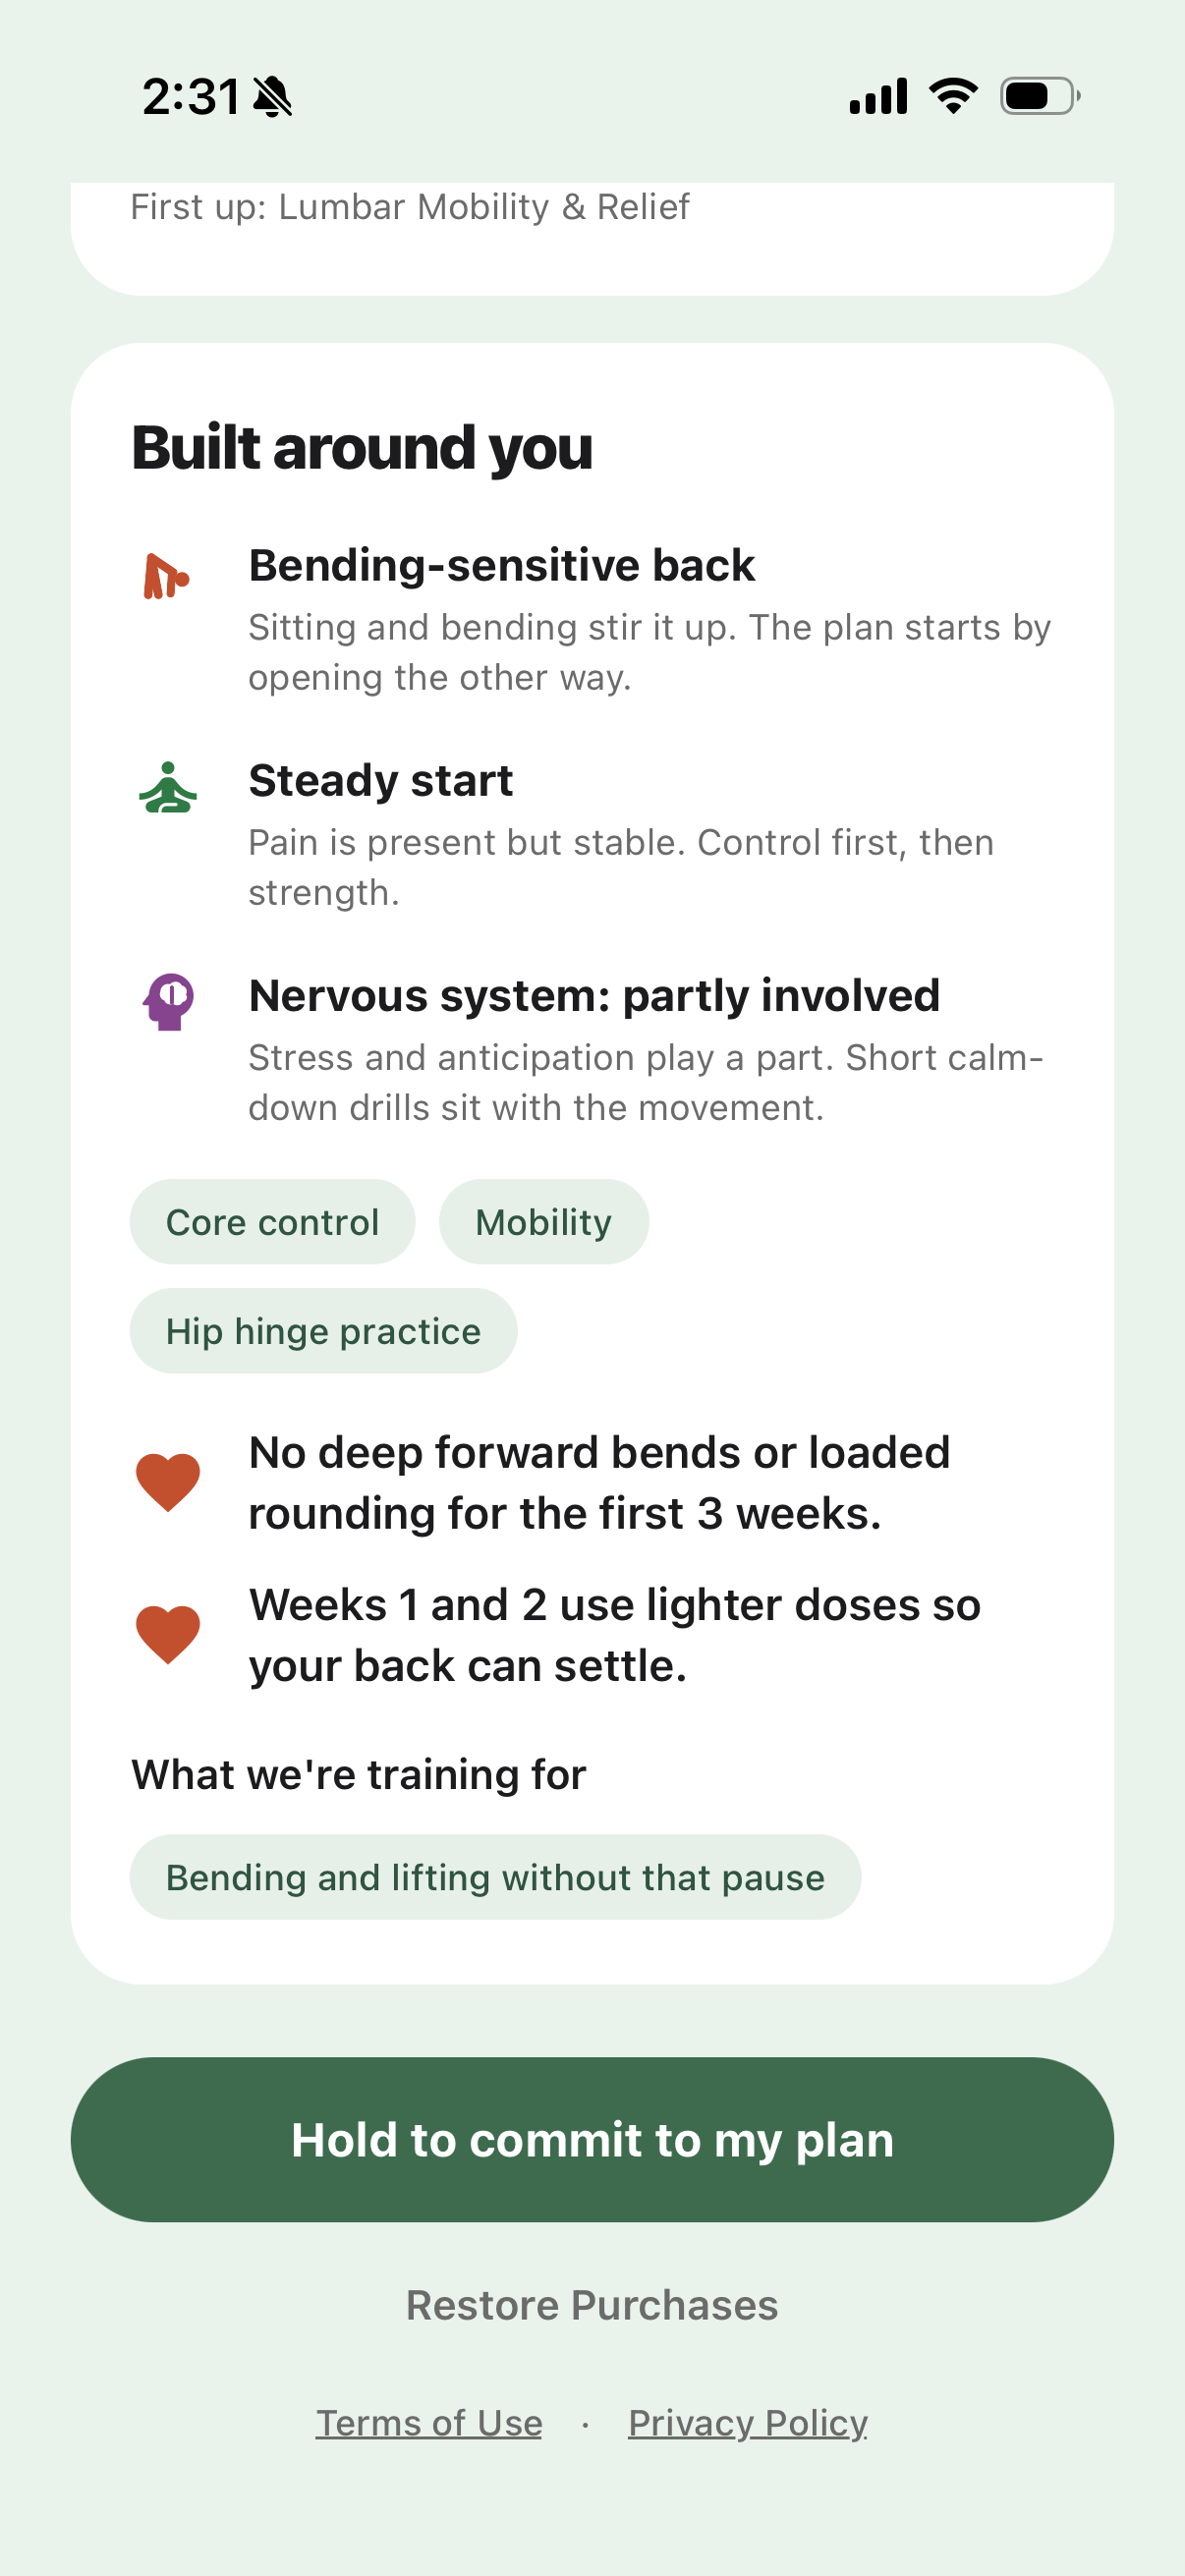 2:31
First up: Lumbar Mobility & Relief
Built around you
Bending-sensitive back
Sitting and bending stir it up. The plan starts by
opening the other way.
Steady start
Pain is present but stable. Control first, then
strength.
Nervous system: partly involved
Stress and anticipation play a part. Short calm-
down drills sit with the movement.
Core control
Mobility
Hip hinge practice
No deep forward bends or loaded
rounding for the first 3 weeks.
Weeks 1 and 2 use lighter doses so
your back can settle.
What we're training for
Bending and lifting without that pause
Hold to commit to my plan
Restore Purchases
Terms of Use · Privacy Policy